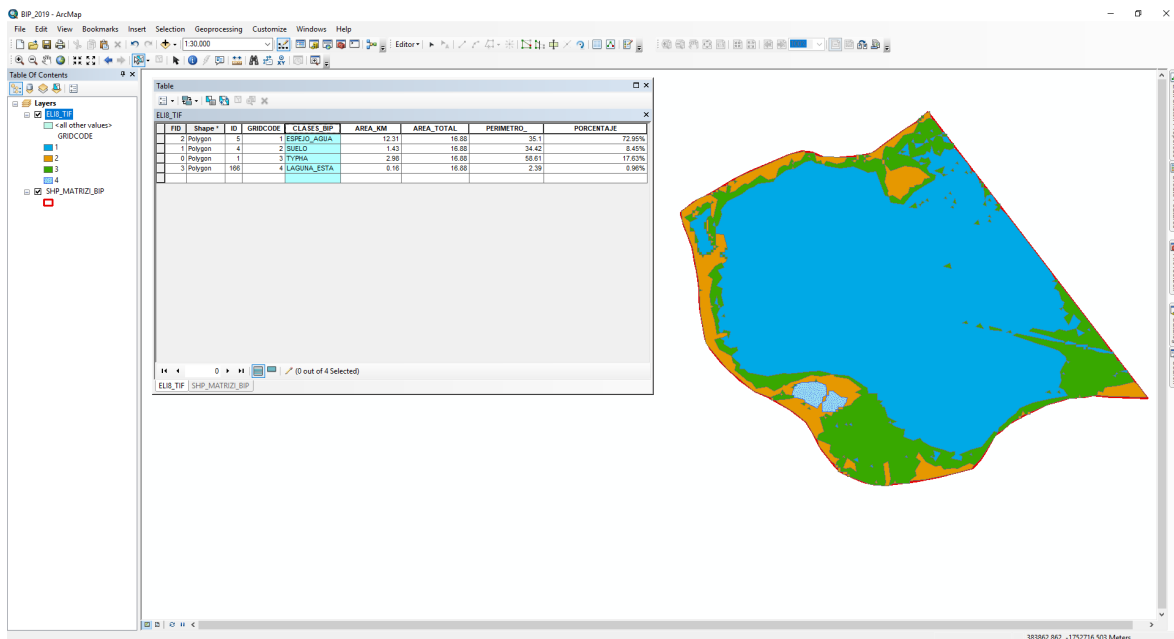 BIP_2019 - ArcMap
File Edit View Bookmarks Insert Selection Geoprocessing Customize Windows Help
1:30,000
Editor
Table Of Contents
Layers
ELI8_TIF
<all other values>
GRIDCODE
1
2
3
4
SHP_MATRIZI_BIP
Table
ELI8_TIF
FID Shape * ID GRIDCODE CLASES_BIP AREA_KM AREA_TOTAL PERIMETRO_ PORCENTAJE
2 Polygon 5 1 ESPEJO_AGUA 12.31 16.88 35.1 72.95%
1 Polygon 4 2 SUELO 1.43 16.88 34.42 8.45%
0 Polygon 1 3 TYPHA 2.98 16.88 58.61 17.63%
3 Polygon 166 4 LAGUNA_ESTA 0.16 16.88 2.39 0.96%
0 (0 out of 4 Selected)
ELI8_TIF SHP_MATRIZI_BIP
383862.862 -1752716.503 Meters